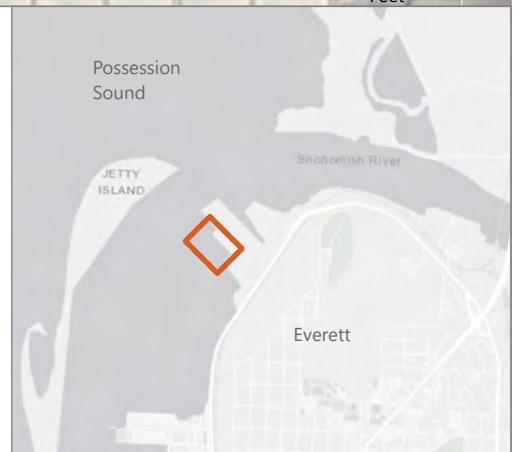 Feet
Possession
Sound
Snohomish River
JETTY
ISLAND
Everett